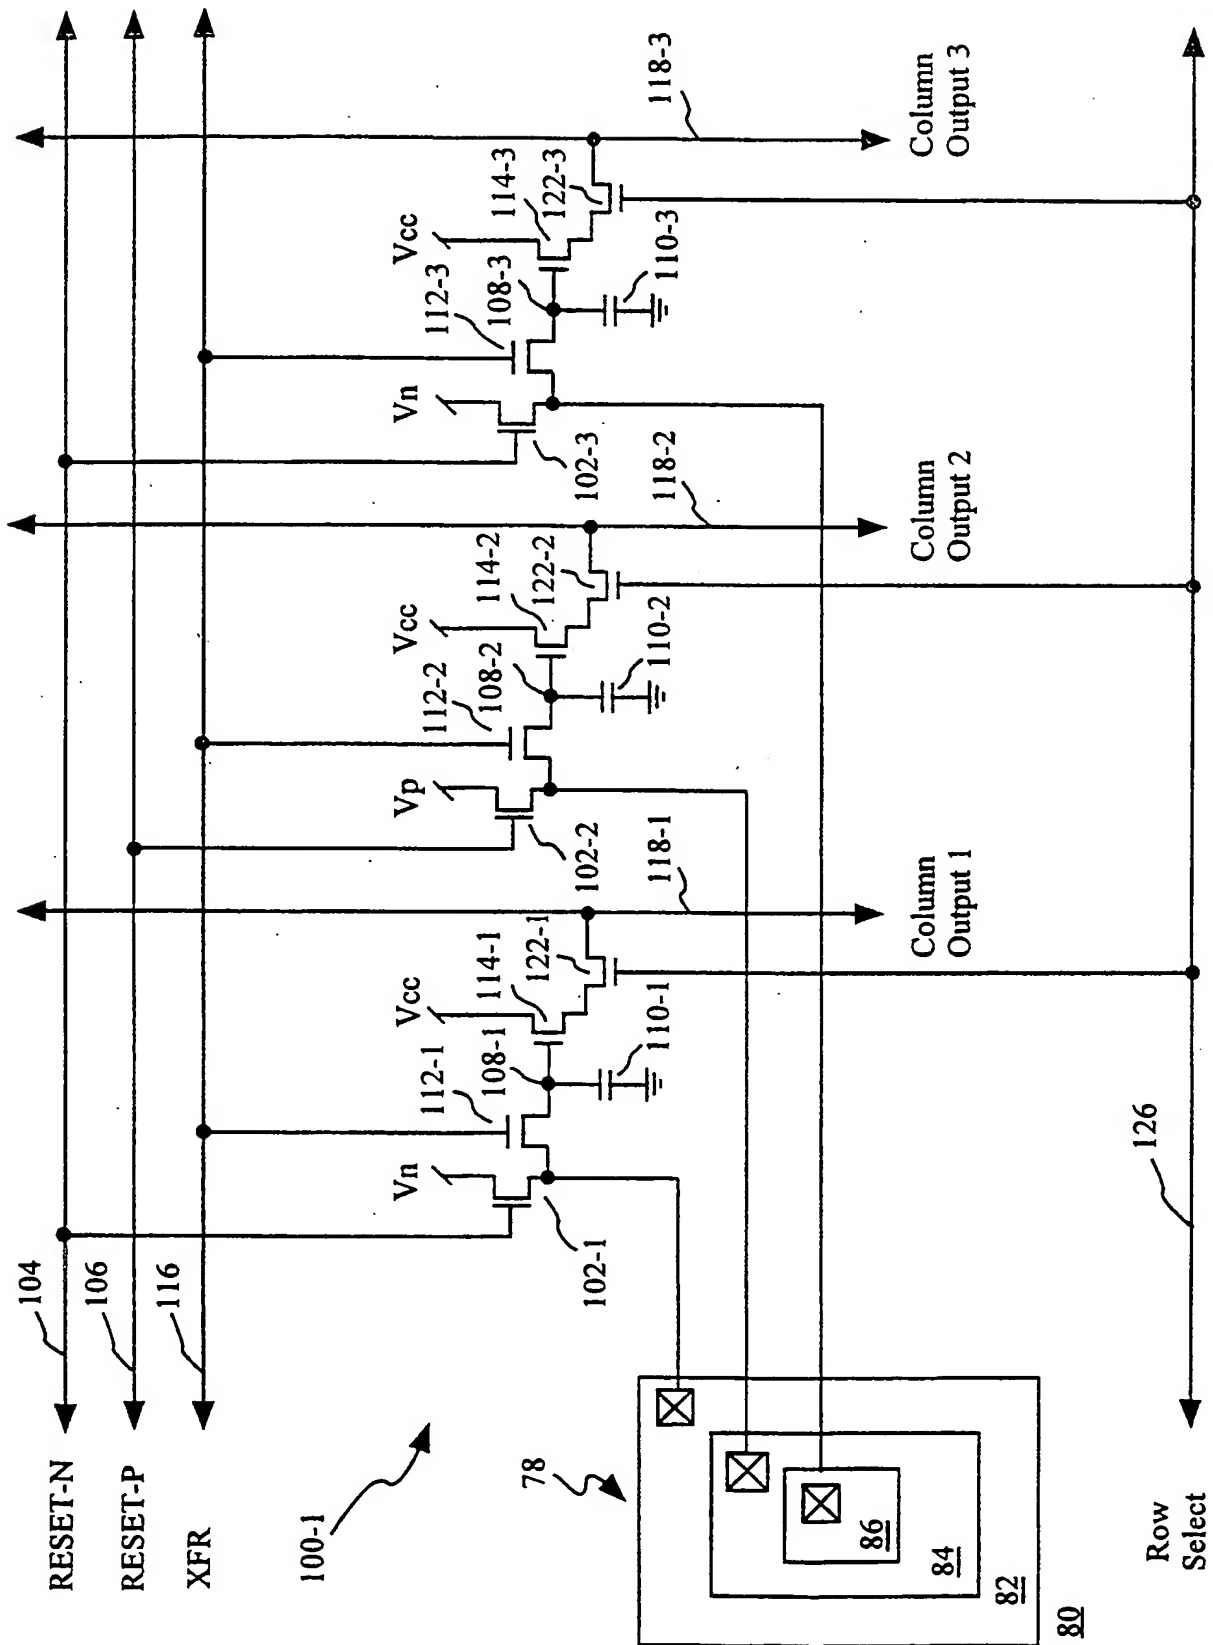 RESET-N
104
RESET-P
106
XFR
116
100-1
Vn
102-1
112-1
108-1
Vcc
114-1
122-1
110-1
118-1
Column
Output 1
Vp
102-2
112-2
108-2
Vcc
114-2
122-2
110-2
118-2
Column
Output 2
Vn
102-3
112-3
108-3
Vcc
114-3
122-3
110-3
118-3
Column
Output 3
78
86
84
82
80
Row
Select
126